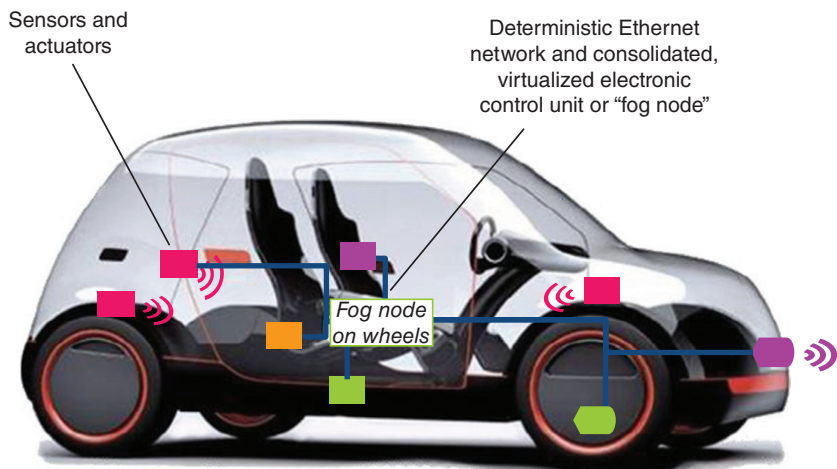 Sensors and
actuators
Deterministic Ethernet
network and consolidated,
virtualized electronic
control unit or “fog node”
Fog node
on wheels